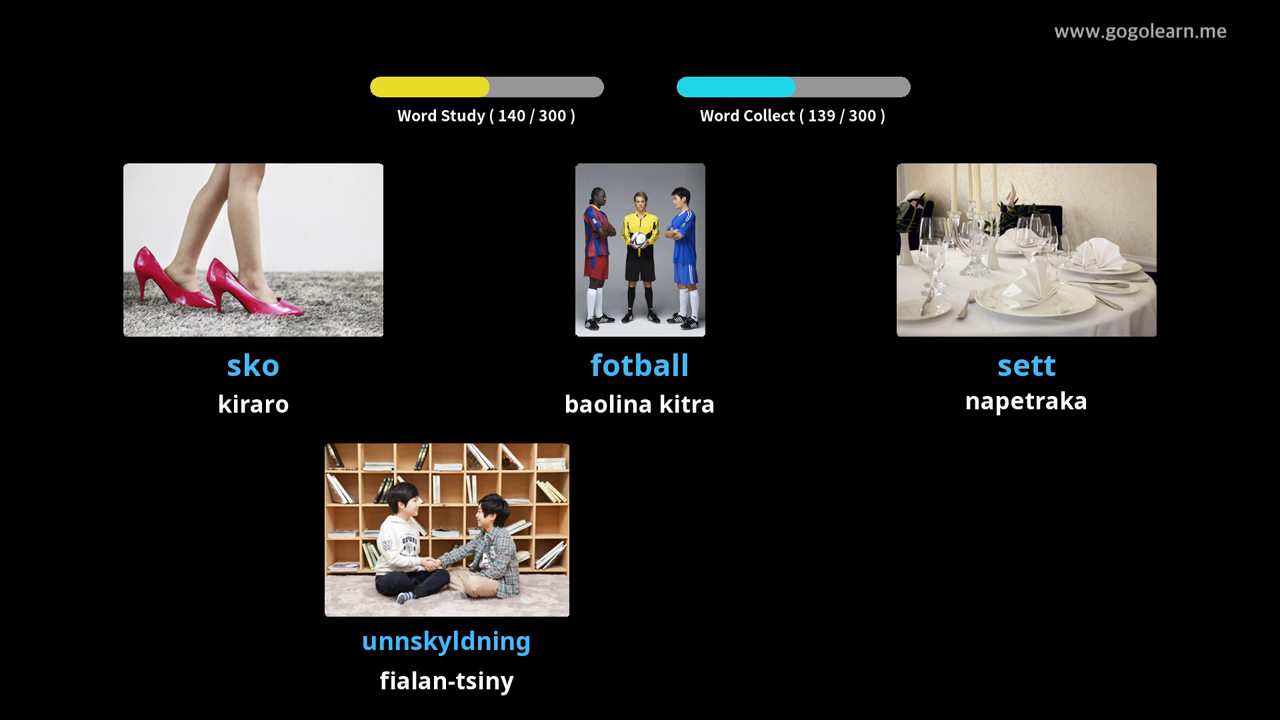 www.gogolearn.me
Word Study ( 140 / 300 )
Word Collect ( 139 / 300 )
sko
kiraro
fotball
baolina kitra
sett
napetraka
unnskyldning
fialan-tsiny